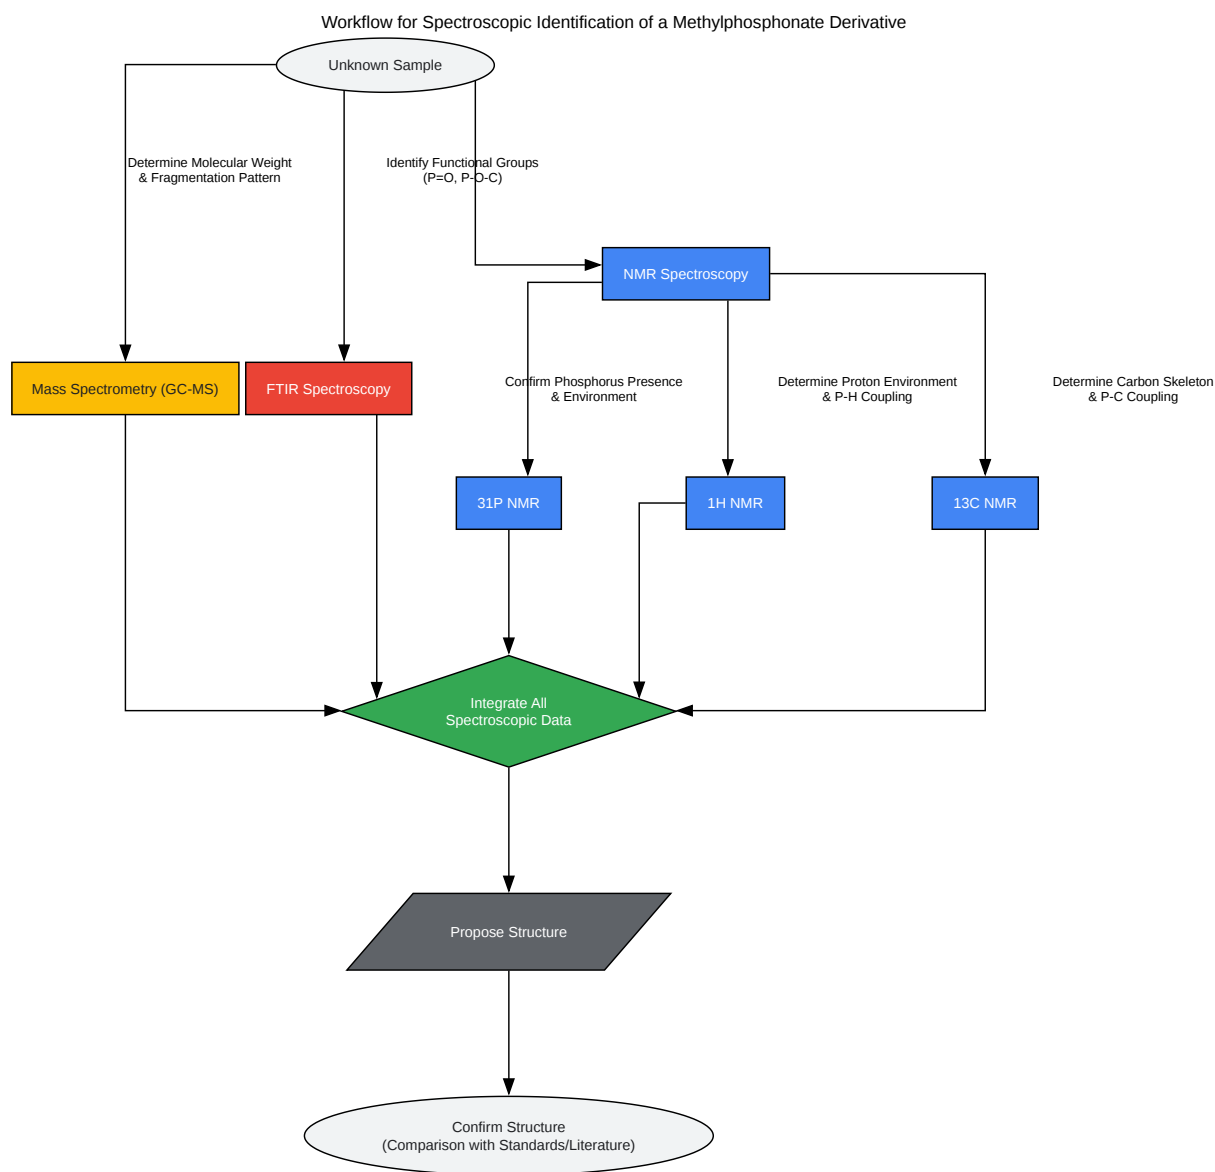 Workflow for Spectroscopic Identification of a Methylphosphonate Derivative
Unknown Sample
Determine Molecular Weight
& Fragmentation Pattern
Identify Functional Groups
(P=O, P-O-C)
NMR Spectroscopy
Mass Spectrometry (GC-MS)
FTIR Spectroscopy
Confirm Phosphorus Presence
& Environment
Determine Proton Environment
& P-H Coupling
Determine Carbon Skeleton
& P-C Coupling
31P NMR
1H NMR
13C NMR
Integrate All
Spectroscopic Data
Propose Structure
Confirm Structure
(Comparison with Standards/Literature)